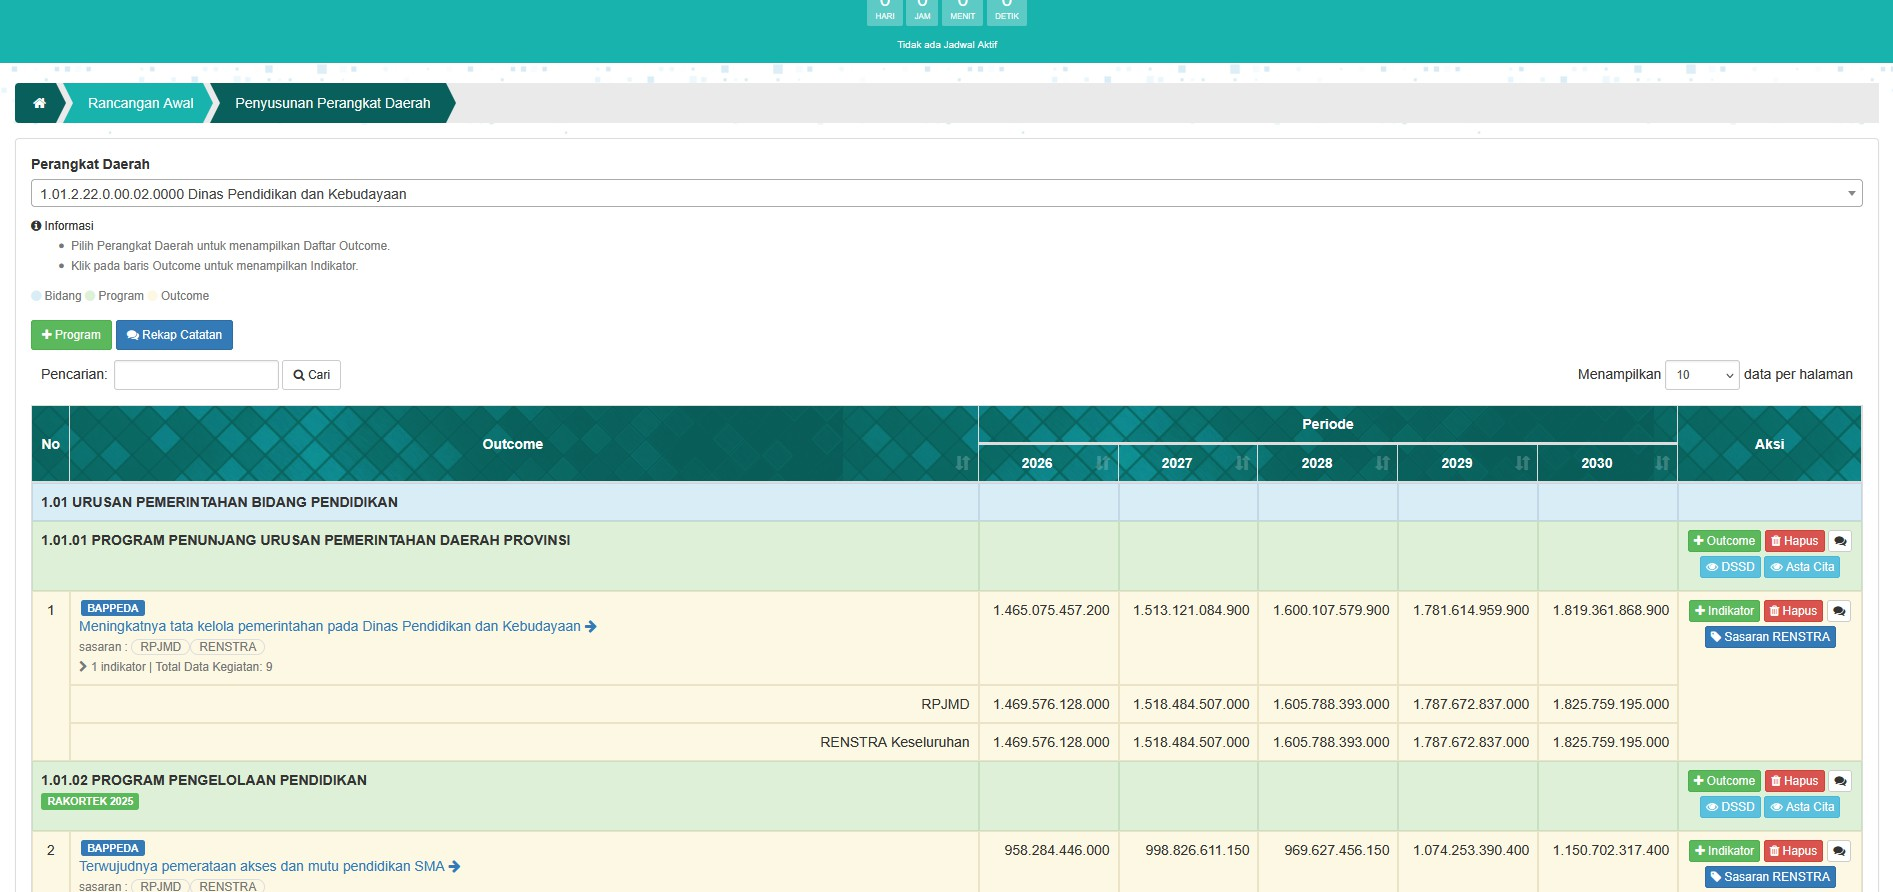 HARI JAM MENIT DETIK
Tidak ada Jadwal Aktif
Rancangan Awal Penyusunan Perangkat Daerah
Perangkat Daerah
1.01.2.22.0.00.02.0000 Dinas Pendidikan dan Kebudayaan
Informasi
• Pilih Perangkat Daerah untuk menampilkan Daftar Outcome.
• Klik pada baris Outcome untuk menampilkan Indikator.
Bidang Program Outcome
+ Program Rekap Catatan
Pencarian: Cari Menampilkan 10 data per halaman
No Outcome Periode Aksi
2026 2027 2028 2029 2030
1.01 URUSAN PEMERINTAHAN BIDANG PENDIDIKAN
1.01.01 PROGRAM PENUNJANG URUSAN PEMERINTAHAN DAERAH PROVINSI + Outcome Hapus
DSSD Asta Cita
1 BAPPEDA 1.465.075.457.200 1.513.121.084.900 1.600.107.579.900 1.781.614.959.900 1.819.361.868.900 + Indikator Hapus
Meningkatnya tata kelola pemerintahan pada Dinas Pendidikan dan Kebudayaan → Sasaran RENSTRA
sasaran : RPJMD RENSTRA
> 1 indikator | Total Data Kegiatan: 9
RPJMD 1.469.576.128.000 1.518.484.507.000 1.605.788.393.000 1.787.672.837.000 1.825.759.195.000
RENSTRA Keseluruhan 1.469.576.128.000 1.518.484.507.000 1.605.788.393.000 1.787.672.837.000 1.825.759.195.000
1.01.02 PROGRAM PENGELOLAAN PENDIDIKAN + Outcome Hapus
RAKORTEK 2025 DSSD Asta Cita
2 BAPPEDA 958.284.446.000 998.826.611.150 969.627.456.150 1.074.253.390.400 1.150.702.317.400 + Indikator Hapus
Terwujudnya pemerataan akses dan mutu pendidikan SMA → Sasaran RENSTRA
sasaran : RPJMD RENSTRA